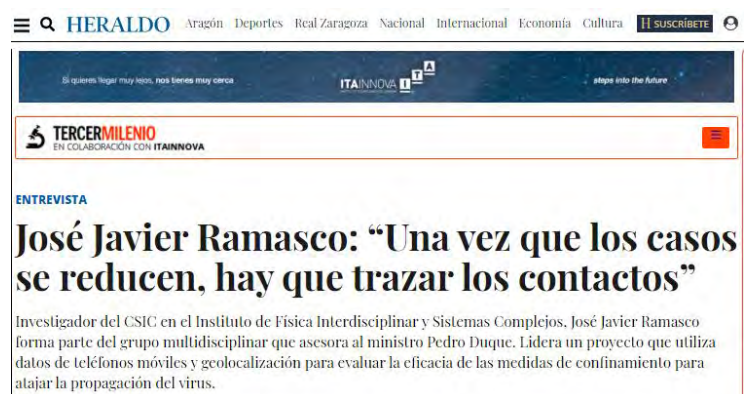 HERALDO Aragón Deportes Real Zaragoza Nacional Internacional Economía Cultura H SUSCRÍBETE
Si quieres llegar muy lejos, nos tienes muy cerca ITAINNOVA ITA steps into the future
TERCERMILENIO
EN COLABORACIÓN CON ITAINNOVA
ENTREVISTA
José Javier Ramasco: “Una vez que los casos
se reducen, hay que trazar los contactos”
Investigador del CSIC en el Instituto de Física Interdisciplinar y Sistemas Complejos, José Javier Ramasco
forma parte del grupo multidisciplinar que asesora al ministro Pedro Duque. Lidera un proyecto que utiliza
datos de teléfonos móviles y geolocalización para evaluar la eficacia de las medidas de confinamiento para
atajar la propagación del virus.